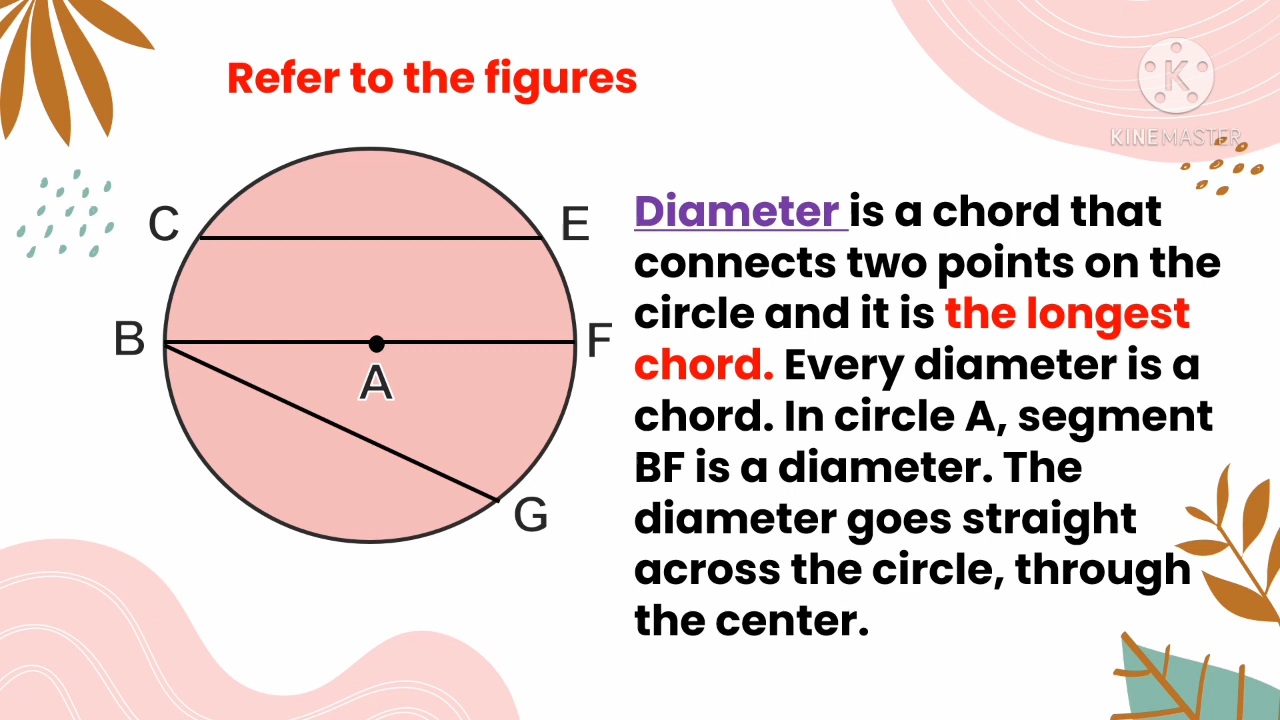 Refer to the figures
K
KINEMASTER
C
E
B
F
A
G
Diameter is a chord that
connects two points on the
circle and it is the longest
chord. Every diameter is a
chord. In circle A, segment
BF is a diameter. The
diameter goes straight
across the circle, through
the center.